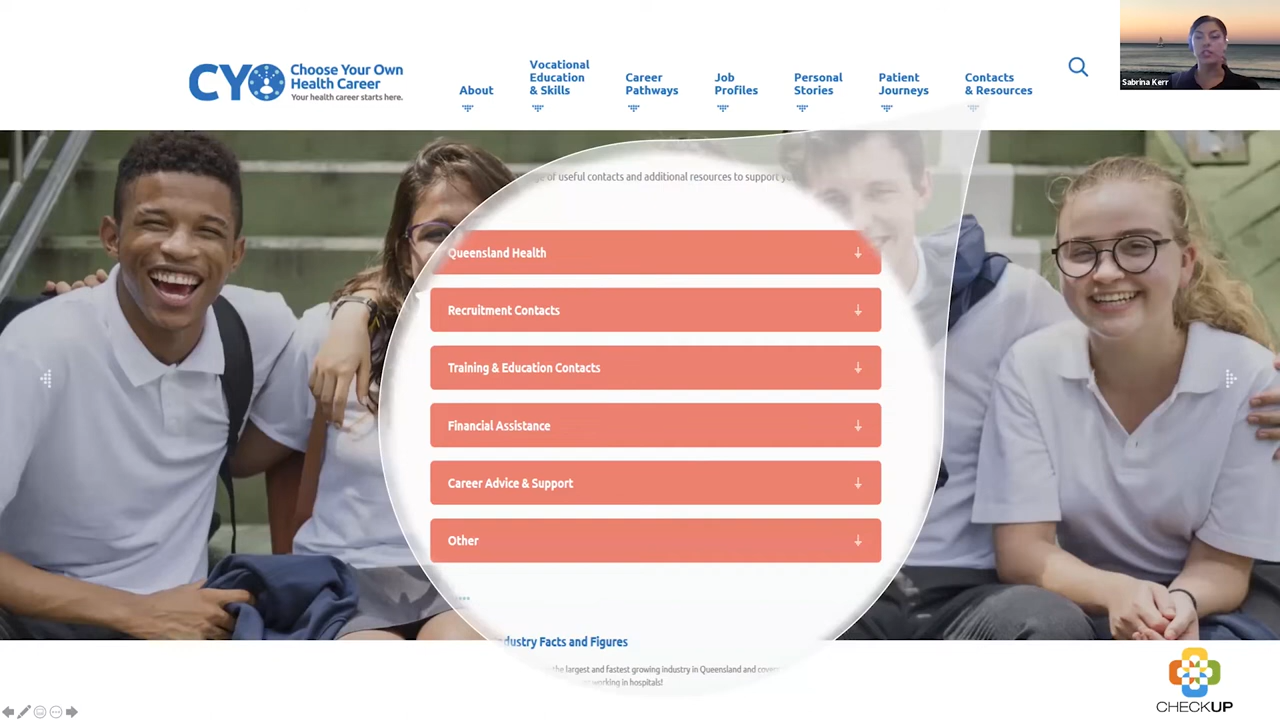 CYO
Choose Your Own
Health Career
Your health career starts here.
About
Vocational
Education
& Skills
Career
Pathways
Job
Profiles
Personal
Stories
Patient
Journeys
Contacts
& Resources
Sabrina Kerr
of useful contacts and additional resources to support
Queensland Health
Recruitment Contacts
Training & Education Contacts
Financial Assistance
Career Advice & Support
Other
Facts and Figures
the largest and fastest growing industry in Queensland and
working in hospitals!
CHECKUP